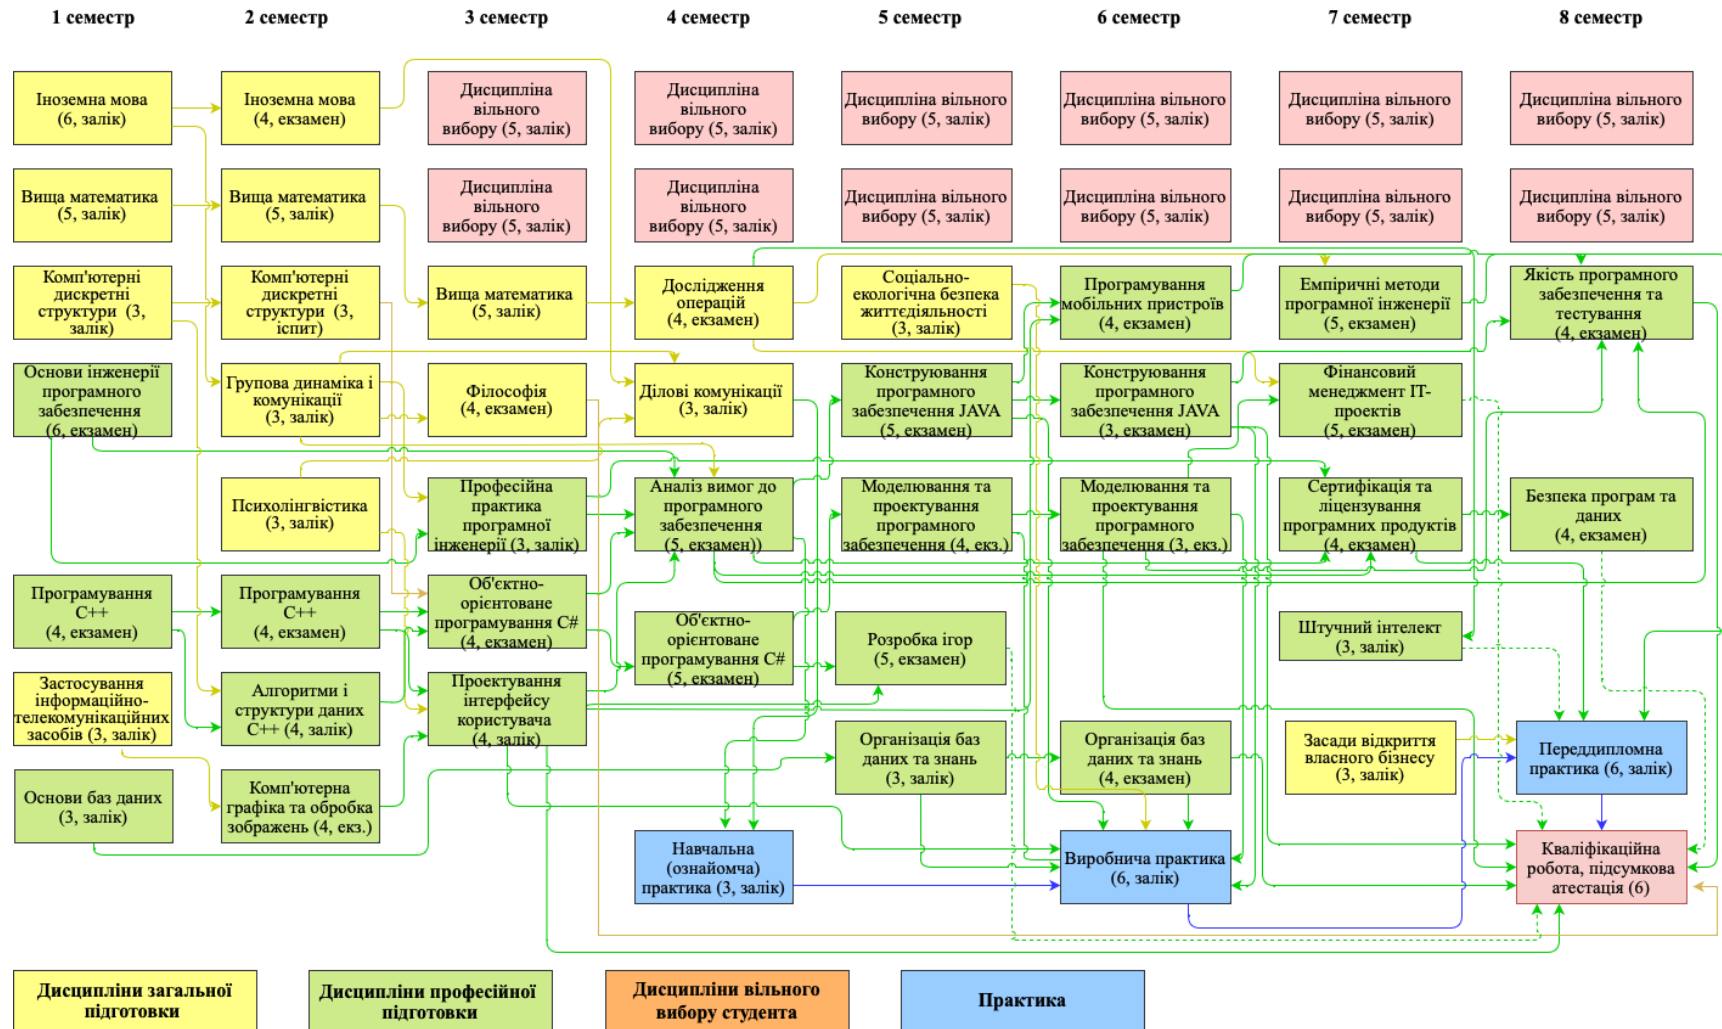 1 семестр
2 семестр
3 семестр
4 семестр
5 семестр
6 семестр
7 семестр
8 семестр
Іноземна мова
(6, залік)
Іноземна мова
(4, екзамен)
Дисципліна
вільного
вибору (5, залік)
Дисципліна
вільного
вибору (5, залік)
Дисципліна вільного
вибору (5, залік)
Дисципліна вільного
вибору (5, залік)
Дисципліна вільного
вибору (5, залік)
Дисципліна вільного
вибору (5, залік)
Вища математика
(5, залік)
Вища математика
(5, залік)
Дисципліна
вільного
вибору (5, залік)
Дисципліна
вільного
вибору (5, залік)
Дисципліна вільного
вибору (5, залік)
Дисципліна вільного
вибору (5, залік)
Дисципліна вільного
вибору (5, залік)
Дисципліна вільного
вибору (5, залік)
Комп'ютерні
дискретні
структури (3,
залік)
Комп'ютерні
дискретні
структури (3,
іспит)
Вища математика
(5, залік)
Дослідження
операцій
(4, екзамен)
Соціально-
екологічна безпека
життєдіяльності
(3, залік)
Програмування
мобільних пристроїв
(4, екзамен)
Емпіричні методи
програмної інженерії
(5, екзамен)
Якість програмного
забезпечення та
тестування
(4, екзамен)
Основи інженерії
програмного
забезпечення
(6, екзамен)
Групова динаміка і
комунікації
(3, залік)
Філософія
(4, екзамен)
Ділові комунікації
(3, залік)
Конструювання
програмного
забезпечення JAVA
(5, екзамен)
Конструювання
програмного
забезпечення JAVA
(3, екзамен)
Фінансовий
менеджмент ІТ-
проектів
(5, екзамен)
Психолінгвістика
(3, залік)
Професійна
практика
програмної
інженерії (3, залік)
Аналіз вимог до
програмного
забезпечення
(5, екзамен))
Моделювання та
проектування
програмного
забезпечення (4, екз.)
Моделювання та
проектування
програмного
забезпечення (3, екз.)
Сертифікація та
ліцензування
програмних продуктів
(4, екзамен)
Безпека програм та
даних
(4, екзамен)
Програмування
С++
(4, екзамен)
Програмування
С++
(4, екзамен)
Об'єктно-
орієнтоване
програмування С#
(4, екзамен)
Об'єктно-
орієнтоване
програмування С#
(5, екзамен)
Розробка ігор
(5, екзамен)
Штучний інтелект
(3, залік)
Застосування
інформаційно-
телекомунікаційних
засобів (3, залік)
Алгоритми і
структури даних
С++ (4, залік)
Проектування
інтерфейсу
користувача
(4, залік)
Організація баз
даних та знань
(3, залік)
Організація баз
даних та знань
(4, екзамен)
Засади відкриття
власного бізнесу
(3, залік)
Переддипломна
практика (6, залік)
Основи баз даних
(3, залік)
Комп'ютерна
графіка та обробка
зображень (4, екз.)
Навчальна
(ознайомча)
практика (3, залік)
Виробнича практика
(6, залік)
Кваліфікаційна
робота, підсумкова
атестація (6)
Дисципліни загальної
підготовки
Дисципліни професійної
підготовки
Дисципліни вільного
вибору студента
Практика